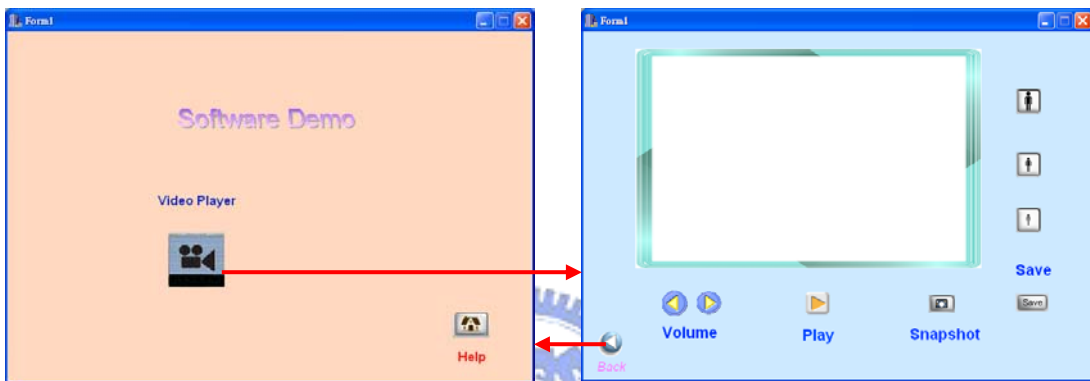 Form1
Software Demo
Video Player
Help
Form1
Save
Save
Volume
Play
Snapshot
Back